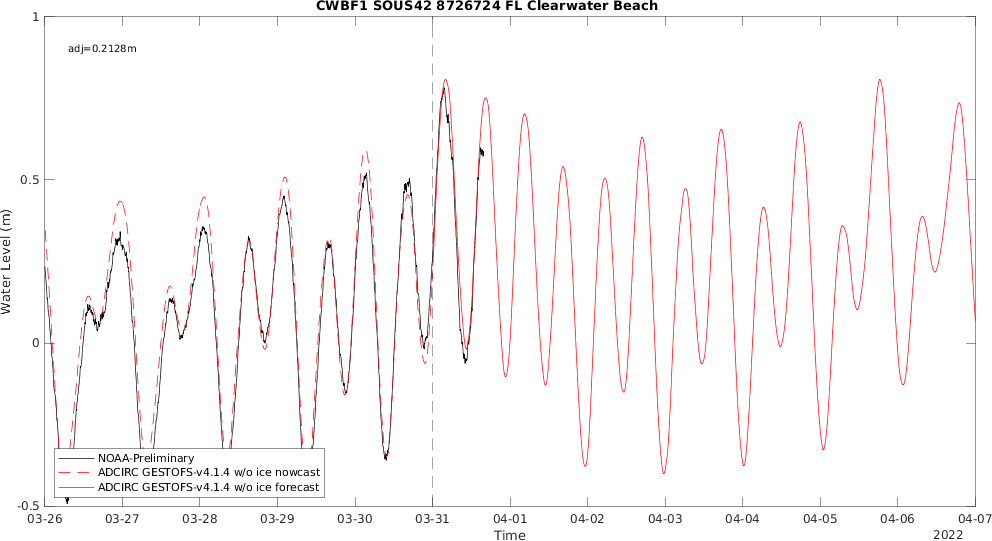 CWBF1 SOUS42 8726724 FL Clearwater Beach
1
adj=0.2128m
0.5
Water Level (m)
0
NOAA-Preliminary
ADCIRC GESTOFS-v4.1.4 w/o ice nowcast
ADCIRC GESTOFS-v4.1.4 w/o ice forecast
-0.5
03-26 03-27 03-28 03-29 03-30 03-31 04-01 04-02 04-03 04-04 04-05 04-06 04-07
Time
2022